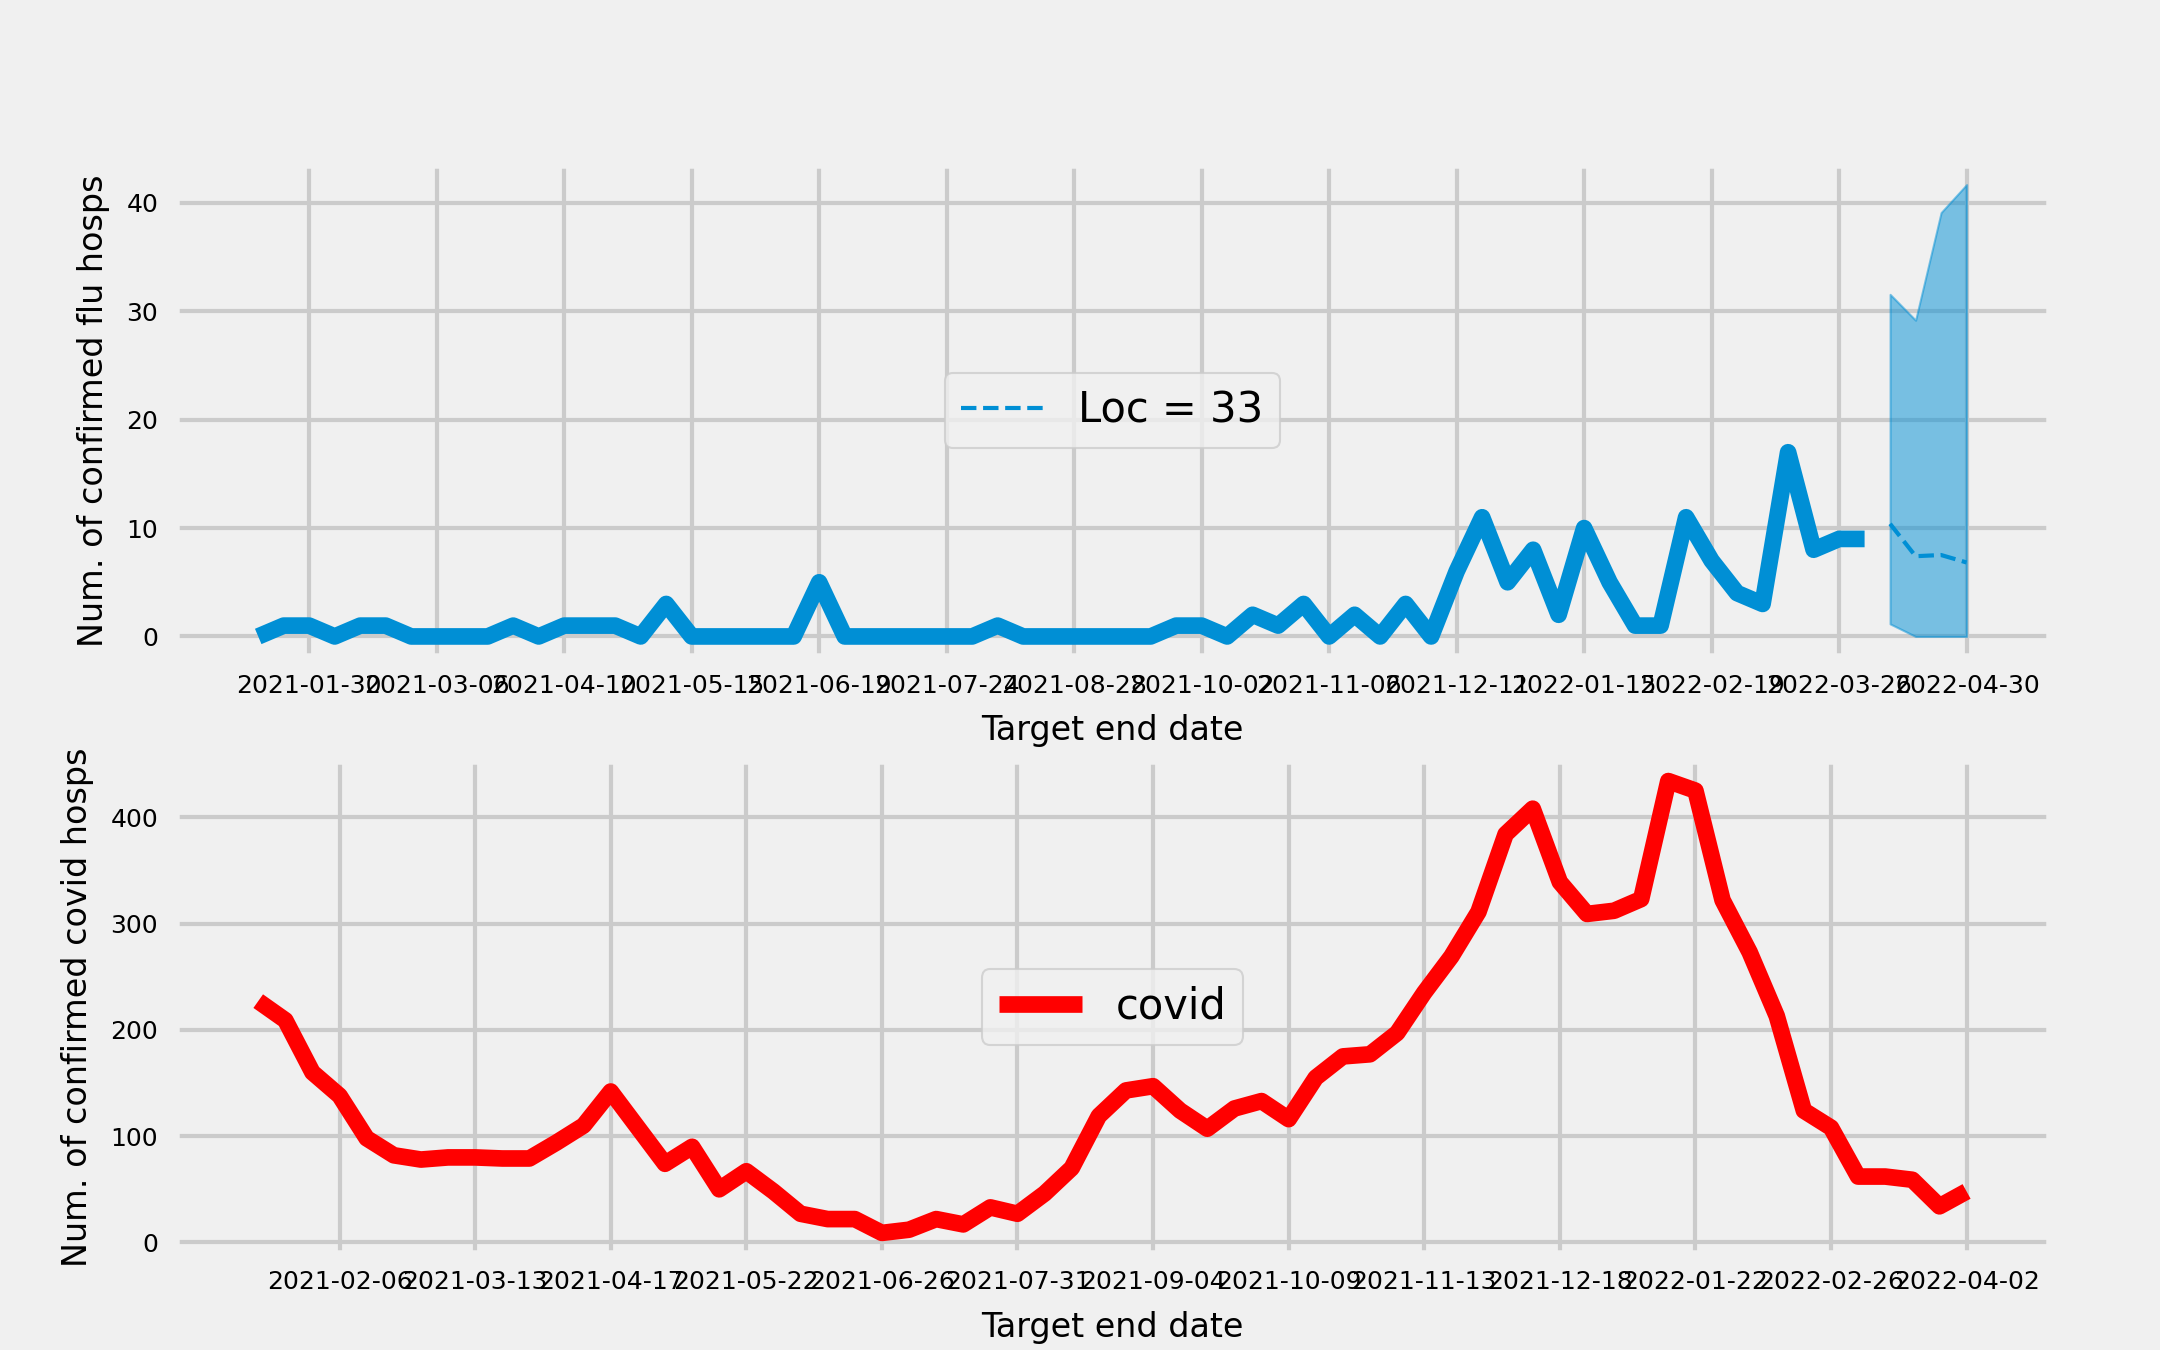 Num. of confirmed flu hosps
40
30
20
10
0
Loc = 33
2021-01-30 2021-03-06 2021-04-10 2021-05-15 2021-06-19 2021-07-24 2021-08-28 2021-10-02 2021-11-06 2021-12-11 2022-01-15 2022-02-19 2022-03-26 2022-04-30
Target end date
Num. of confirmed covid hosps
400
300
200
100
0
covid
2021-02-06 2021-03-13 2021-04-17 2021-05-22 2021-06-26 2021-07-31 2021-09-04 2021-10-09 2021-11-13 2021-12-18 2022-01-22 2022-02-26 2022-04-02
Target end date